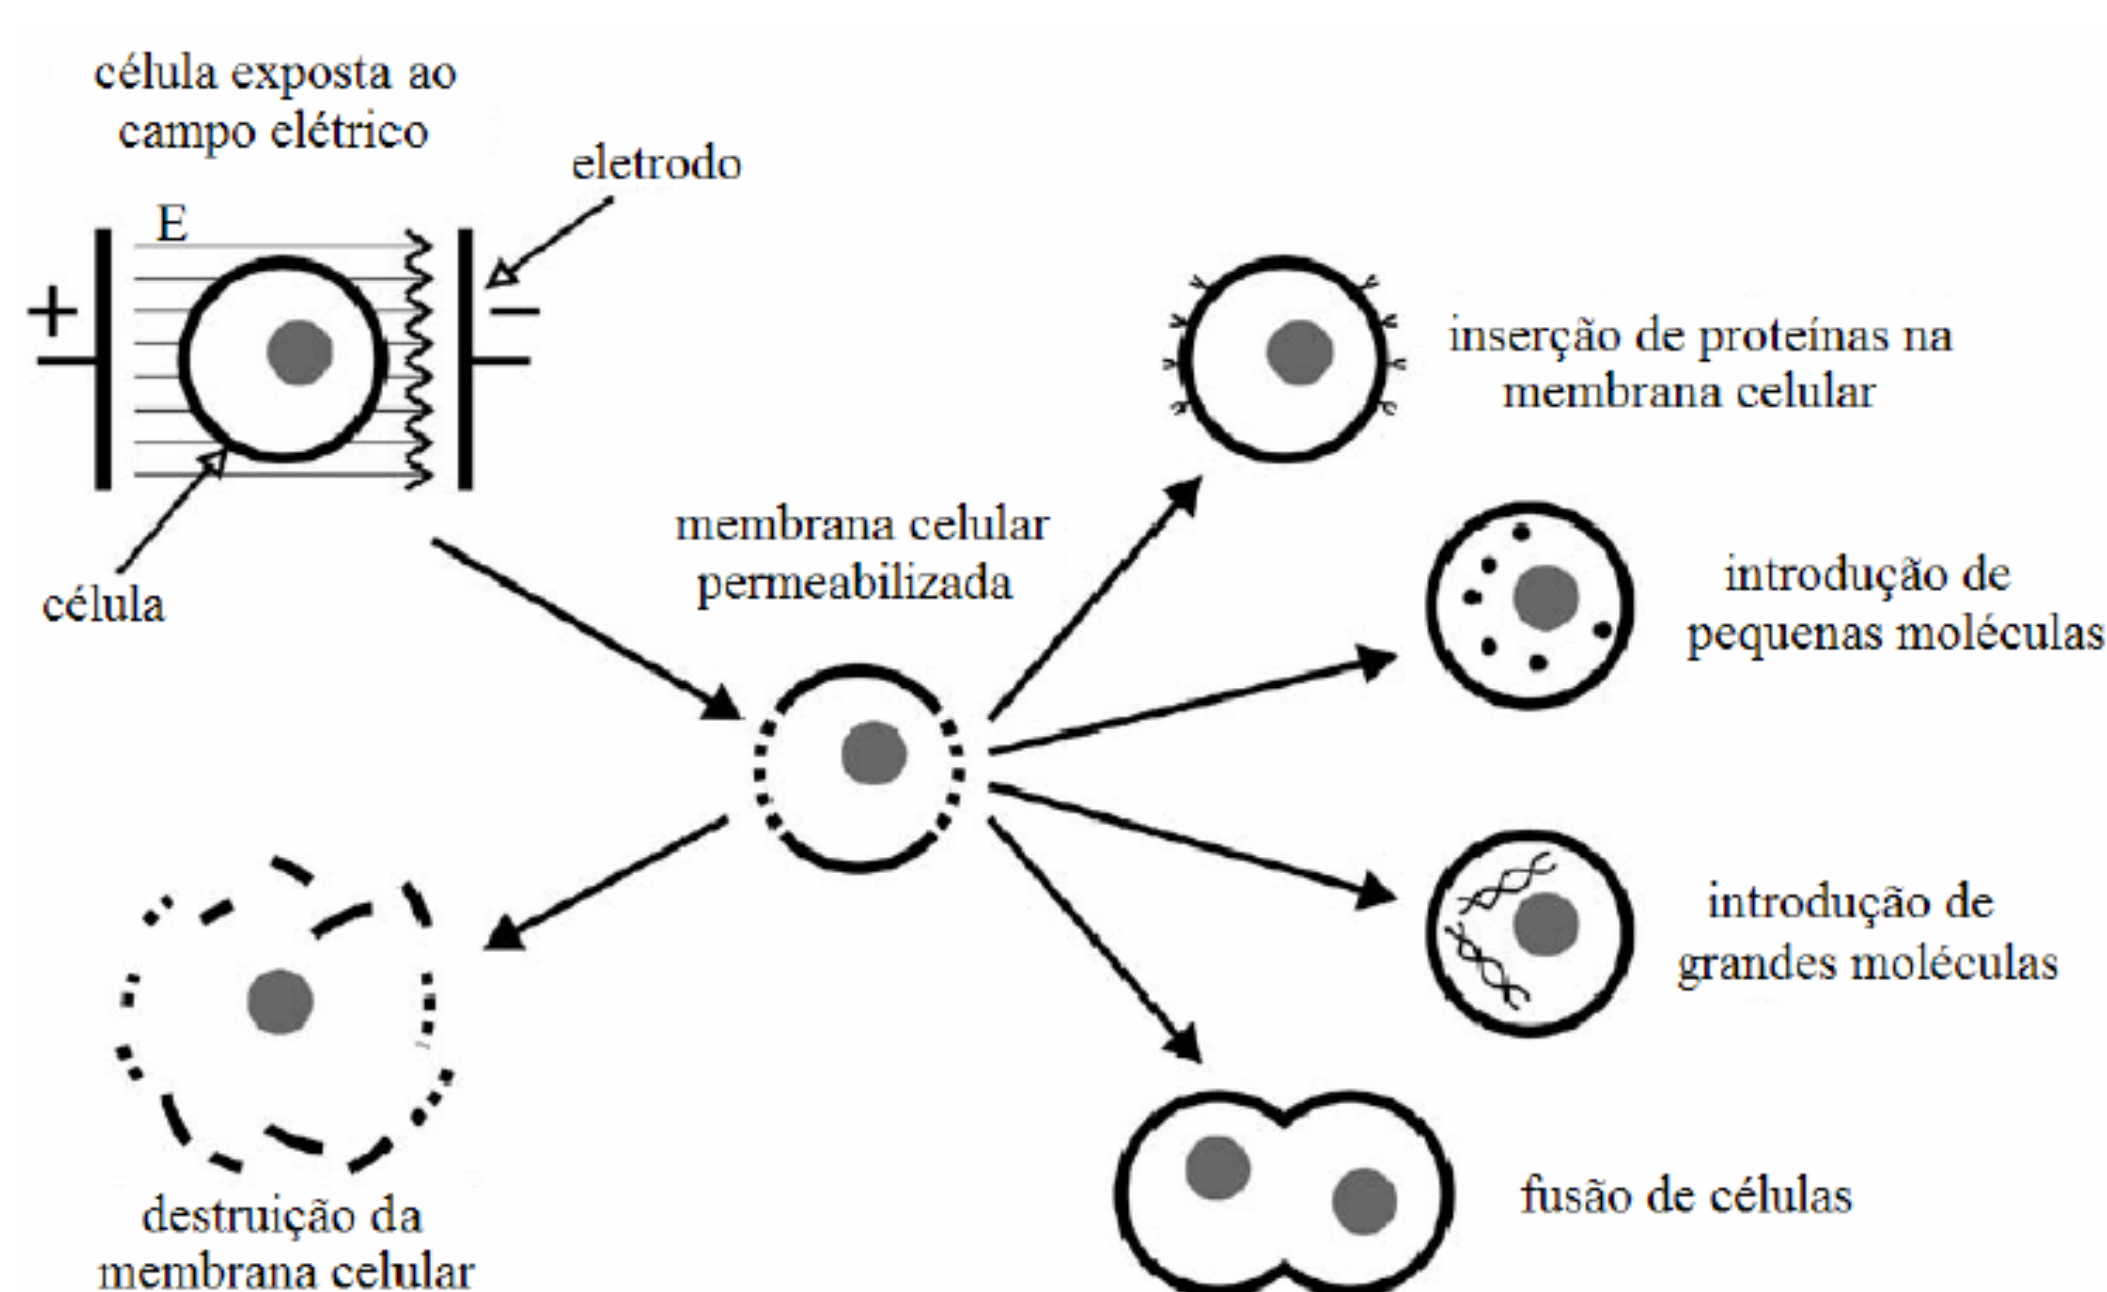 célula exposta ao
campo elétrico
eletrodo
E
+
−
célula
membrana celular
permeabilizada
inserção de proteínas na
membrana celular
introdução de
pequenas moléculas
introdução de
grandes moléculas
fusão de células
destruição da
membrana celular